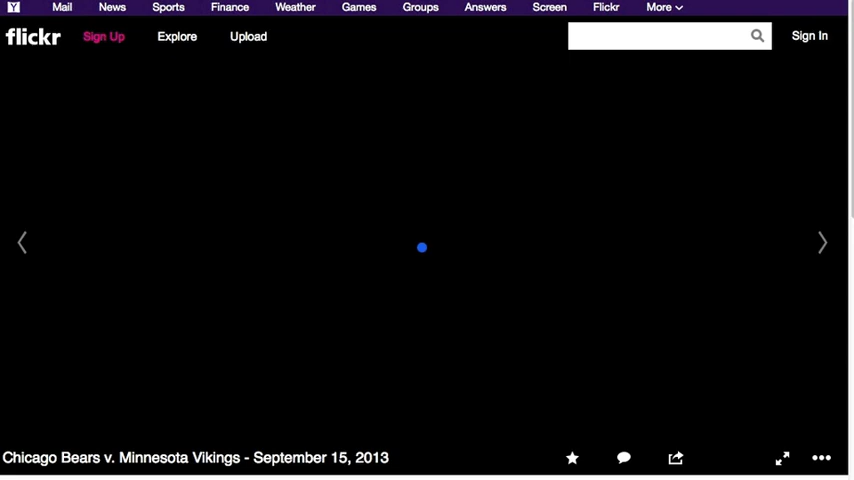 Y Mail News Sports Finance Weather Games Groups Answers Screen Flickr More
flickr Sign Up Explore Upload Sign In
Chicago Bears v. Minnesota Vikings - September 15, 2013